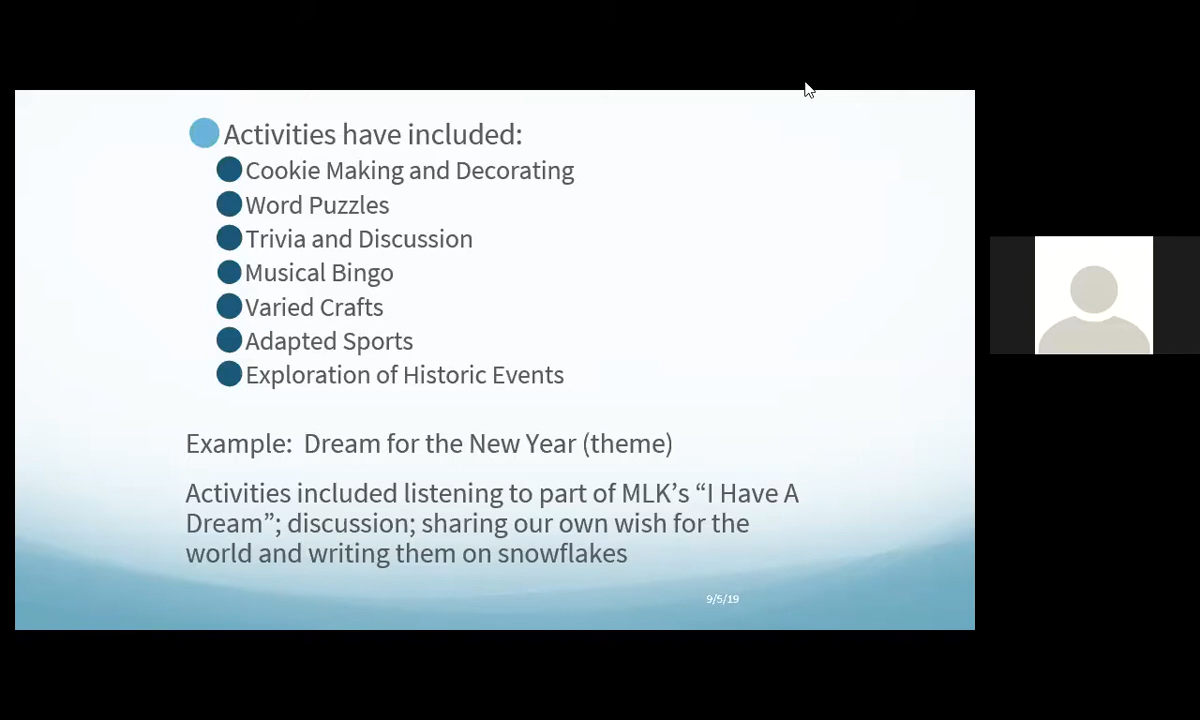 Activities have included:
Cookie Making and Decorating
Word Puzzles
Trivia and Discussion
Musical Bingo
Varied Crafts
Adapted Sports
Exploration of Historic Events
Example:  Dream for the New Year (theme)
Activities included listening to part of MLK’s “I Have A
Dream”; discussion; sharing our own wish for the
world and writing them on snowflakes
9/5/19